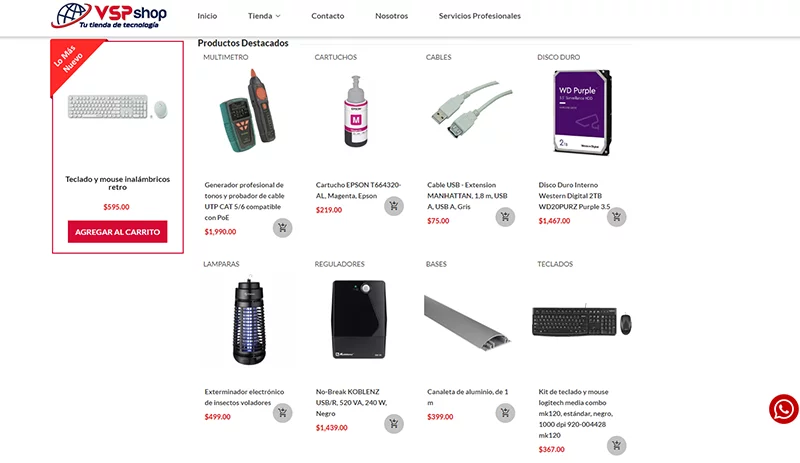 VSPshop
Tu tienda de tecnología
Inicio
Tienda
Contacto
Nosotros
Servicios Profesionales
Lo Más
Nuevo
Teclado y mouse inalámbricos
retro
$595.00
AGREGAR AL CARRITO
Productos Destacados
MULTIMETRO
Generador profesional de
tonos y probador de cable
UTP CAT 5/6 compatible
con PoE
$1,990.00
CARTUCHOS
EPSON
M
Cartucho EPSON T664320-
AL, Magenta, Epson
$219.00
CABLES
Cable USB - Extension
MANHATTAN, 1.8 m, USB
A, USB A, Gris
$75.00
DISCO DURO
WD Purple
2TB
Western Digital
Disco Duro Interno
Western Digital 2TB
WD20PURZ Purple 3.5
$1,467.00
LAMPARAS
Exterminador electrónico
de insectos voladores
$499.00
REGULADORES
No-Break KOBLENZ
USB/R, 520 VA, 240 W,
Negro
$1,439.00
BASES
Canaleta de aluminio, de 1
m
$399.00
TECLADOS
Kit de teclado y mouse
logitech media combo
mk120, estándar, negro,
1000 dpi 920-004428
mk120
$367.00